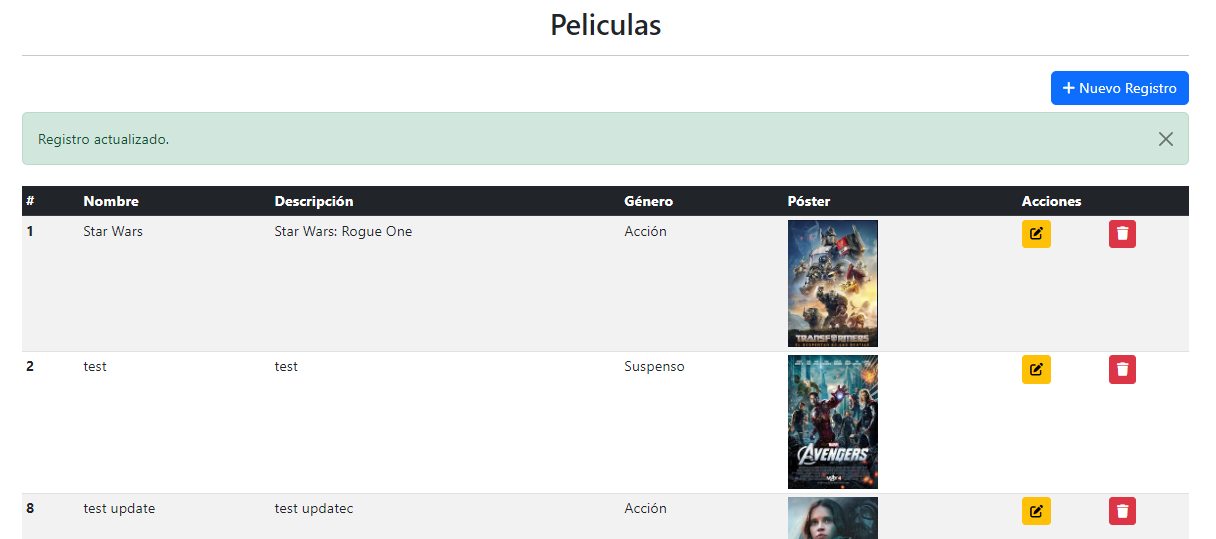 Peliculas
Nuevo Registro
Registro actualizado.
# Nombre Descripción Género Póster Acciones
1 Star Wars Star Wars: Rogue One Acción
TRANSFORMERS
2 test test Suspenso
MARVEL
AVENGERS
8 test update test updatec Acción